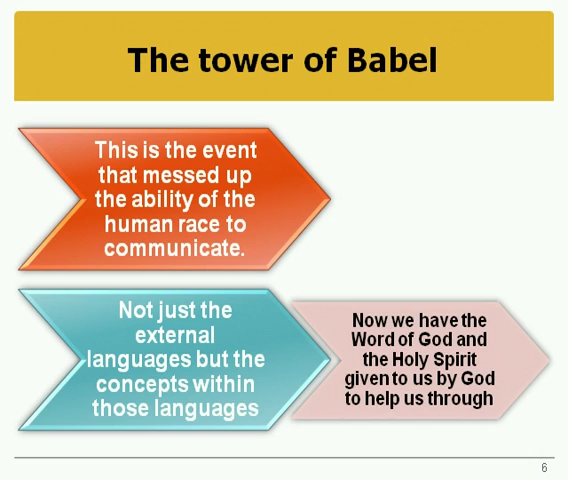 The tower of Babel
This is the event
that messed up
the ability of the
human race to
communicate.
Not just the
external
languages but the
concepts within
those languages
Now we have the
Word of God and
the Holy Spirit
given to us by God
to help us through
6